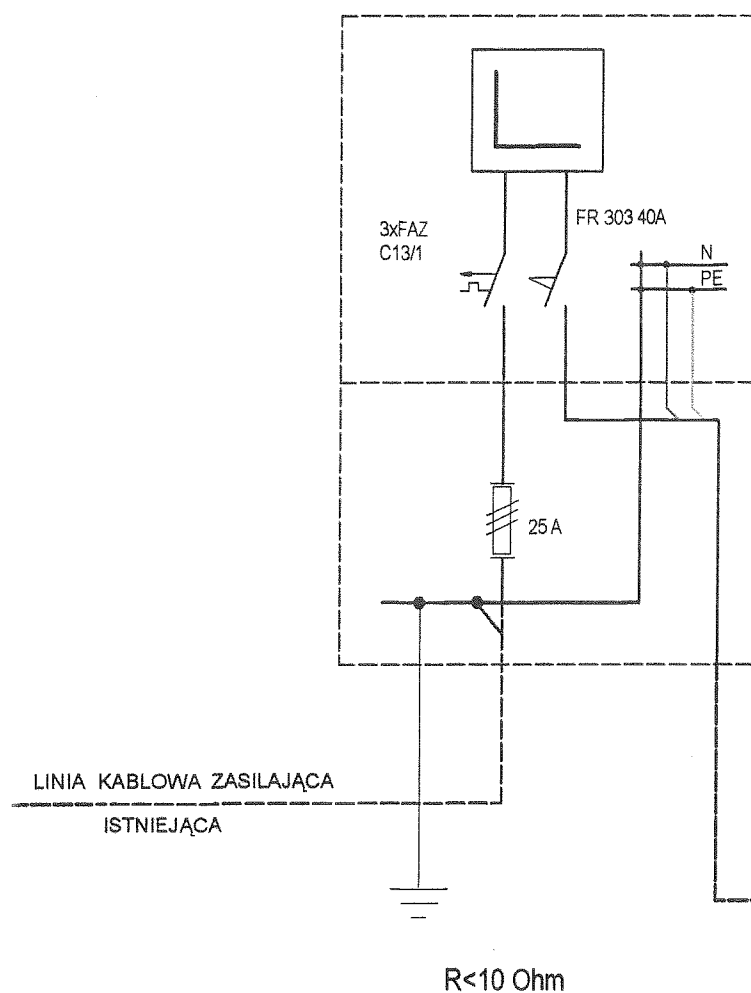 3xFAZ
C13/1
FR 303 40A
N
PE
25 A
LINIA KABLOWA ZASILAJĄCA
ISTNIEJĄCA
R<10 Ohm